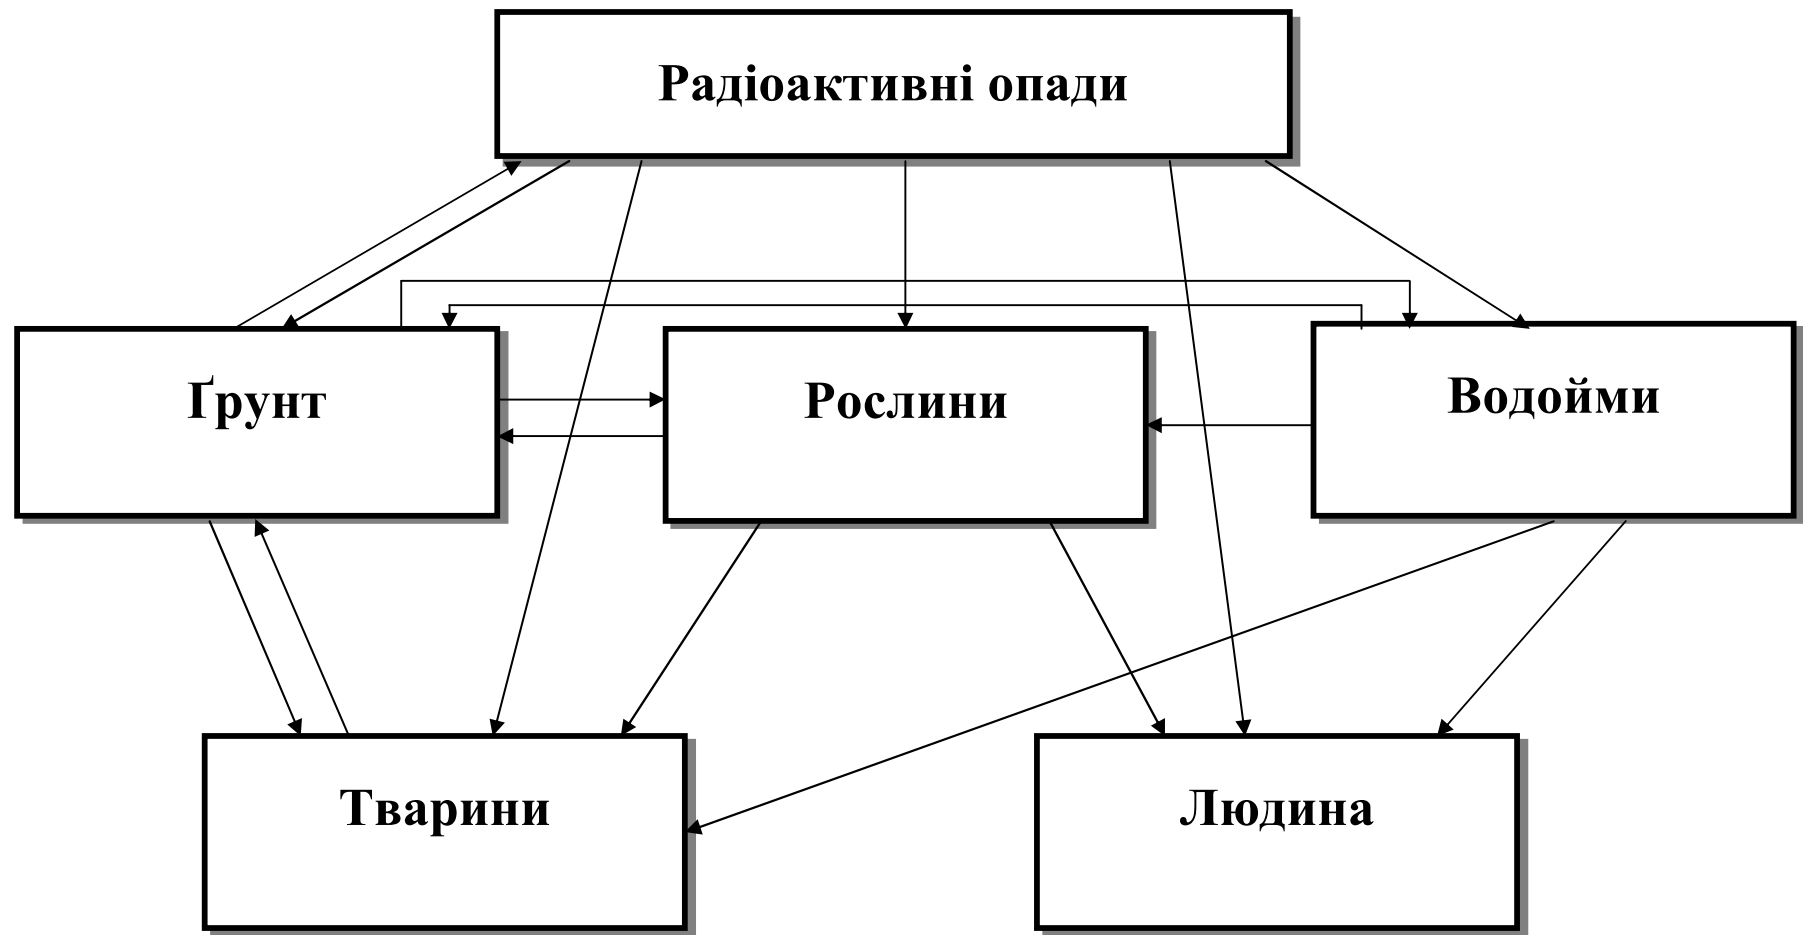 Радіоактивні опади
Ґрунт
Рослини
Водойми
Тварини
Людина